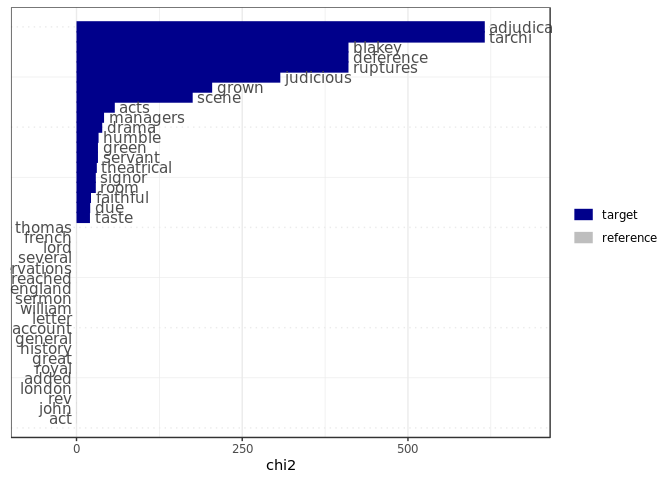 adjudica
tarchi
blakey
deference
ruptures
judicious
grown
scene
acts
managers
drama
humble
green
servant
theatrical
signor
room
faithful
due
taste
thomas
french
lord
several
rvations
reached
england
sermon
william
letter
account
general
history
great
royal
added
london
rev
john
act
0 250 500
chi2
target
reference